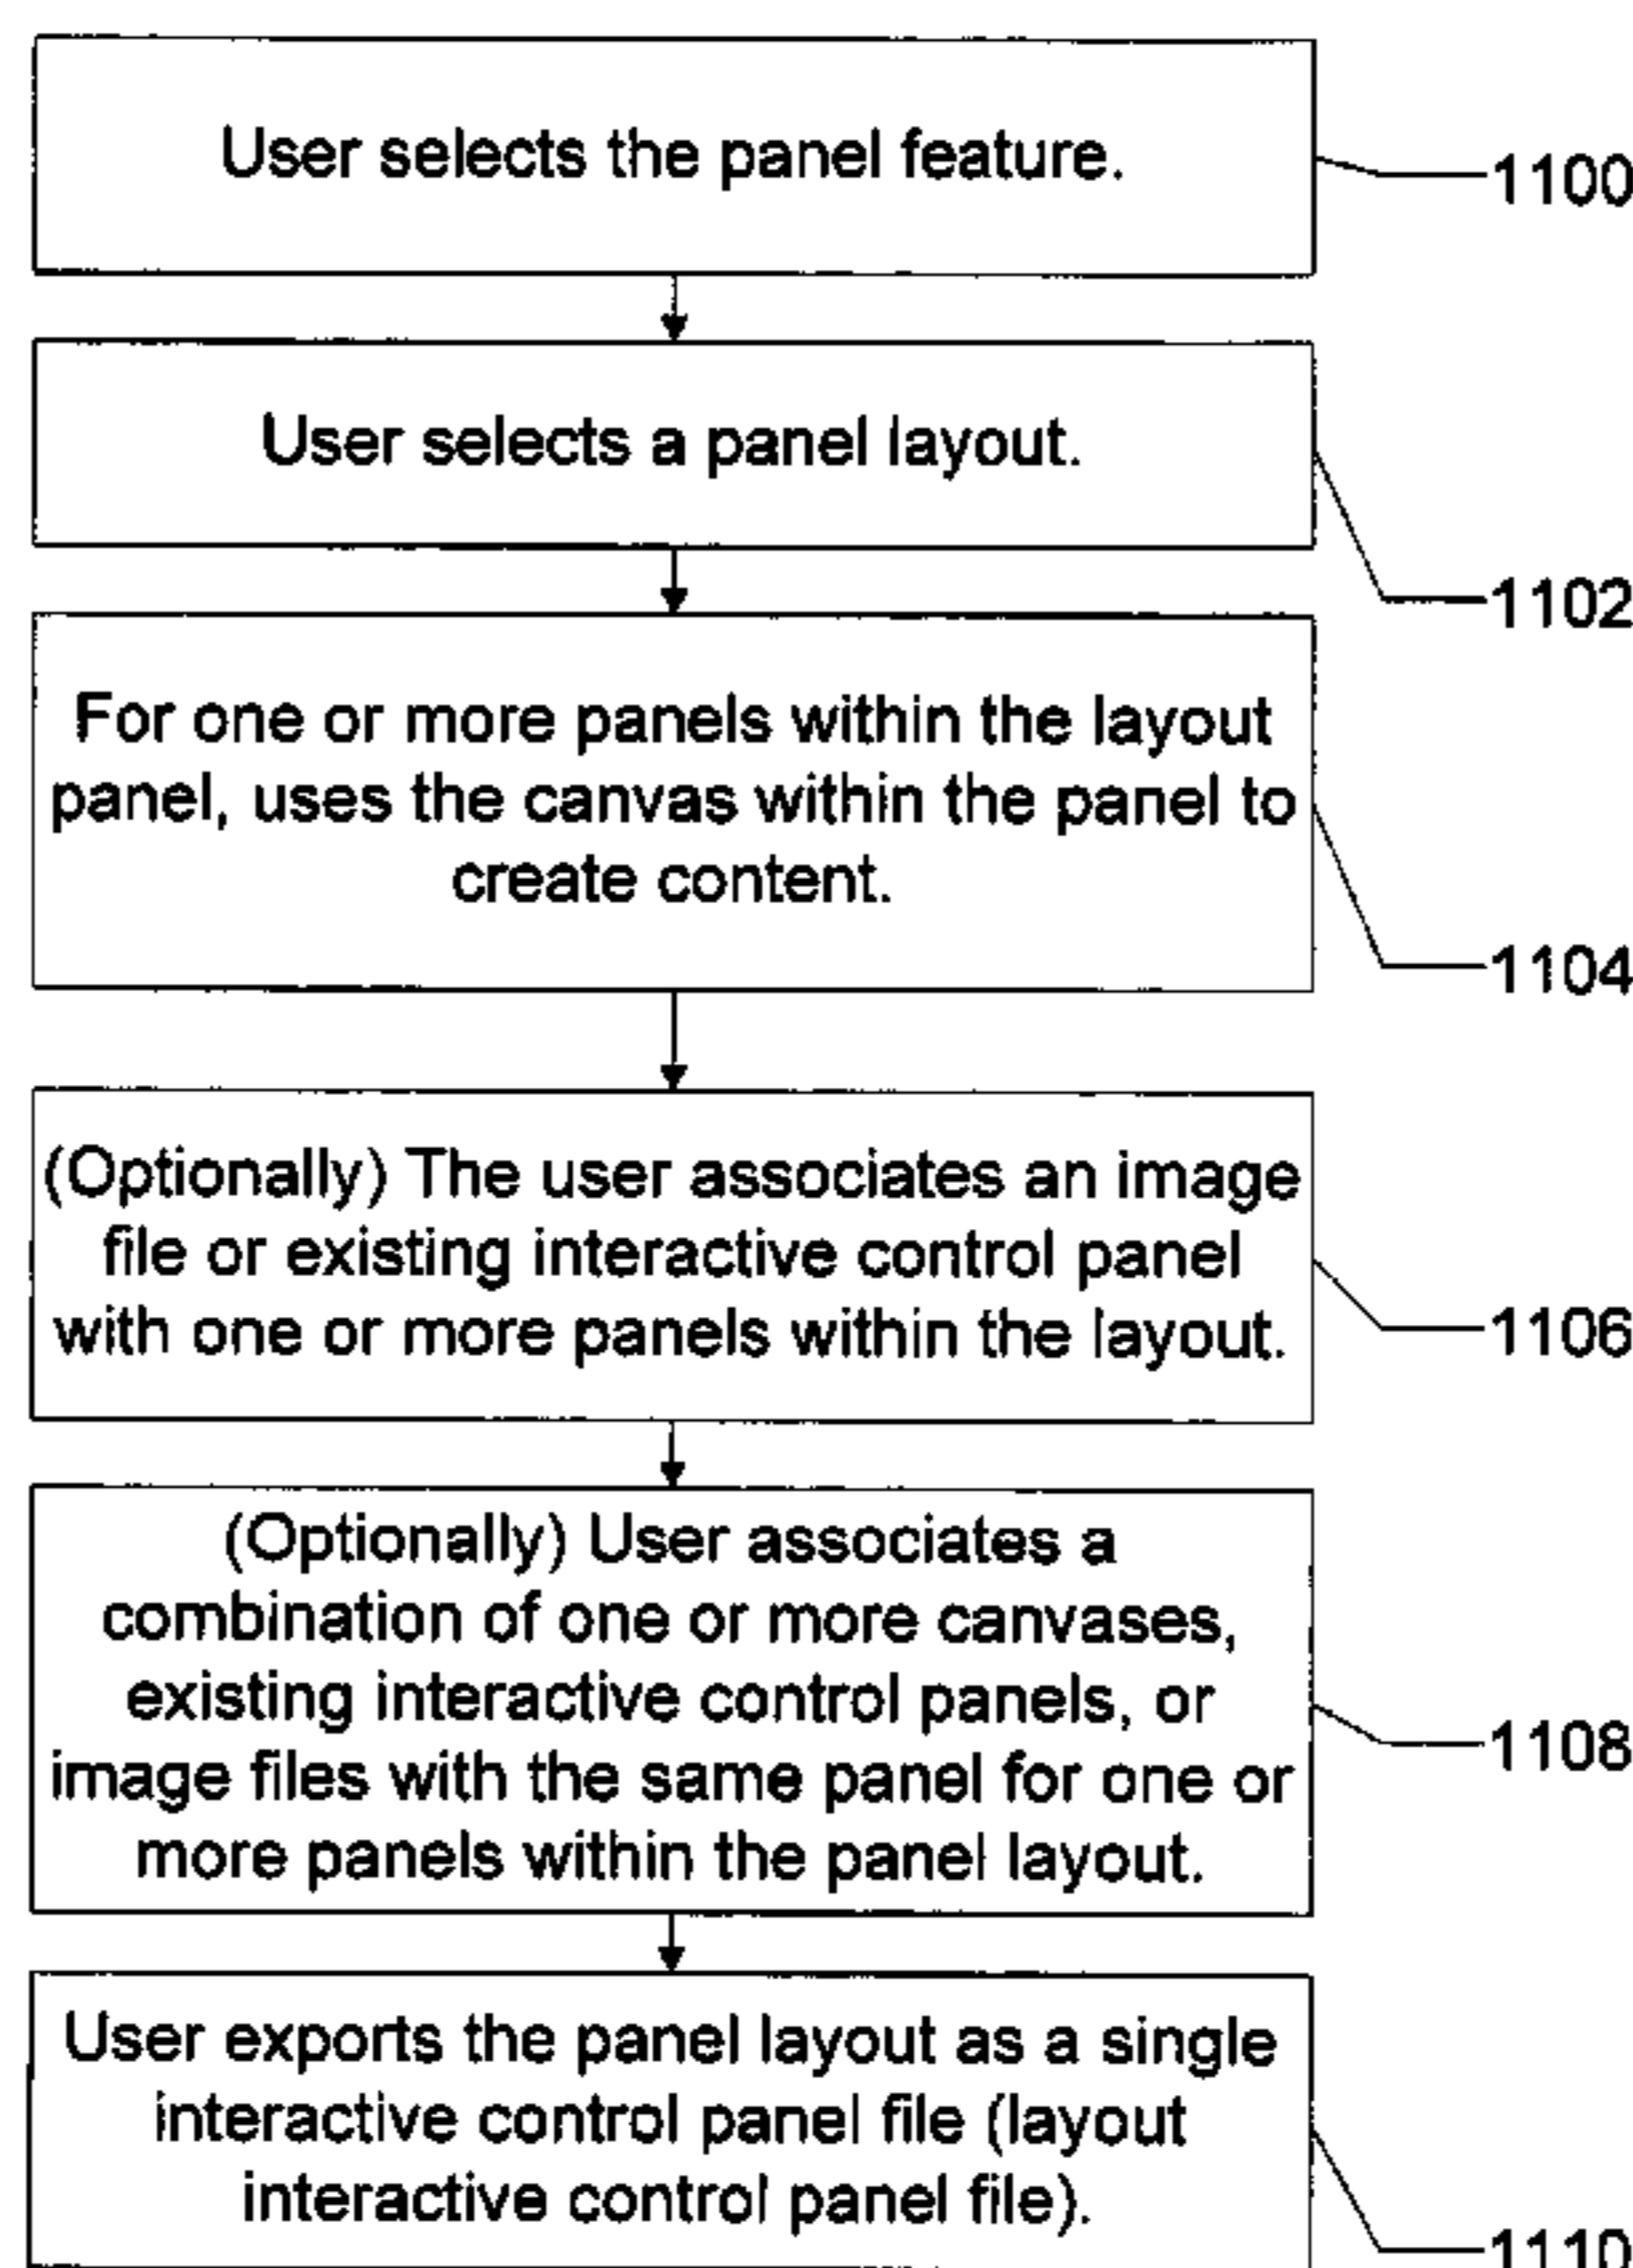 User selects the panel feature.
1100
User selects a panel layout.
1102
For one or more panels within the layout
panel, uses the canvas within the panel to
create content.
1104
(Optionally) The user associates an image
file or existing interactive control panel
with one or more panels within the layout.
1106
(Optionally) User associates a
combination of one or more canvases,
existing interactive control panels, or
image files with the same panel for one or
more panels within the panel layout.
1108
User exports the panel layout as a single
interactive control panel file (layout
interactive control panel file).
1110